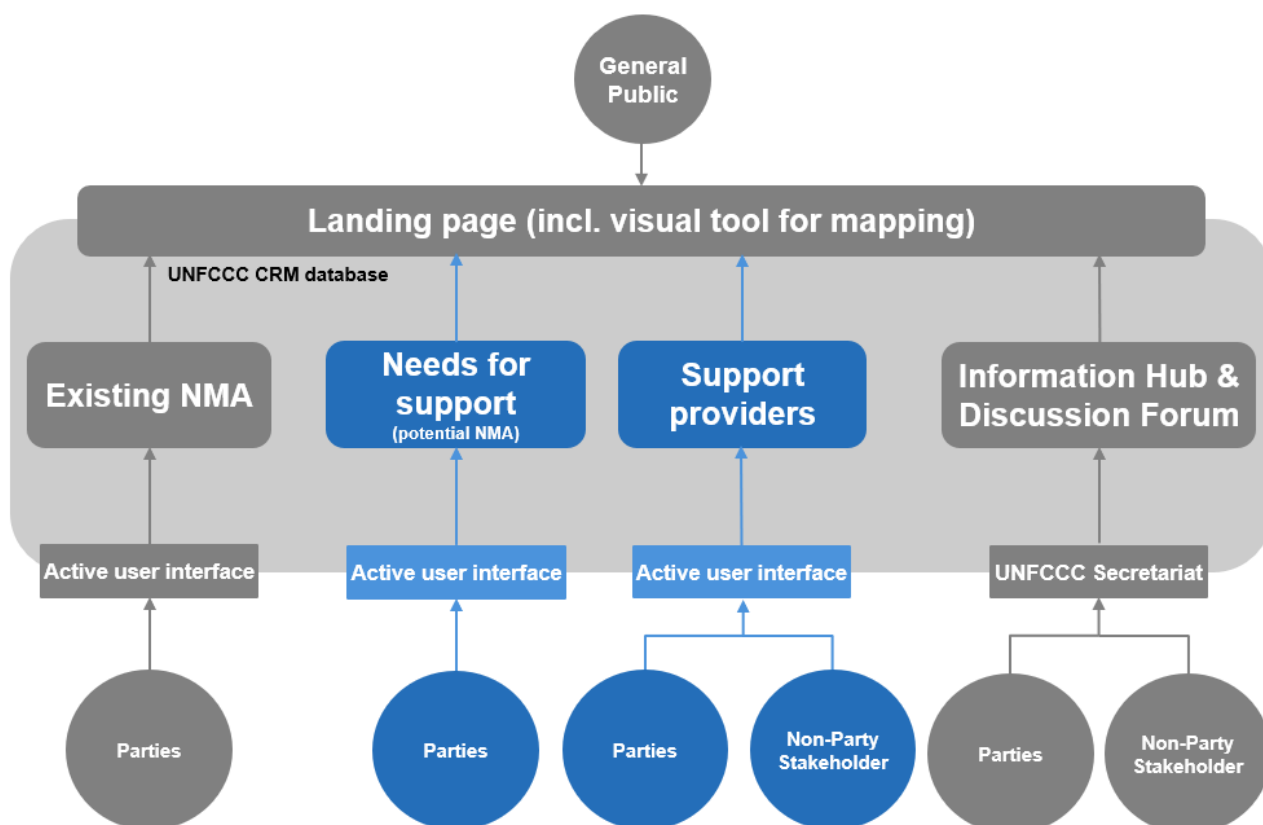 General
Public
Landing page (incl. visual tool for mapping)
UNFCCC CRM database
Existing NMA
Needs for
support
(potential NMA)
Support
providers
Information Hub &
Discussion Forum
Active user interface
Active user interface
Active user interface
UNFCCC Secretariat
Parties
Parties
Parties
Non-Party
Stakeholder
Parties
Non-Party
Stakeholder